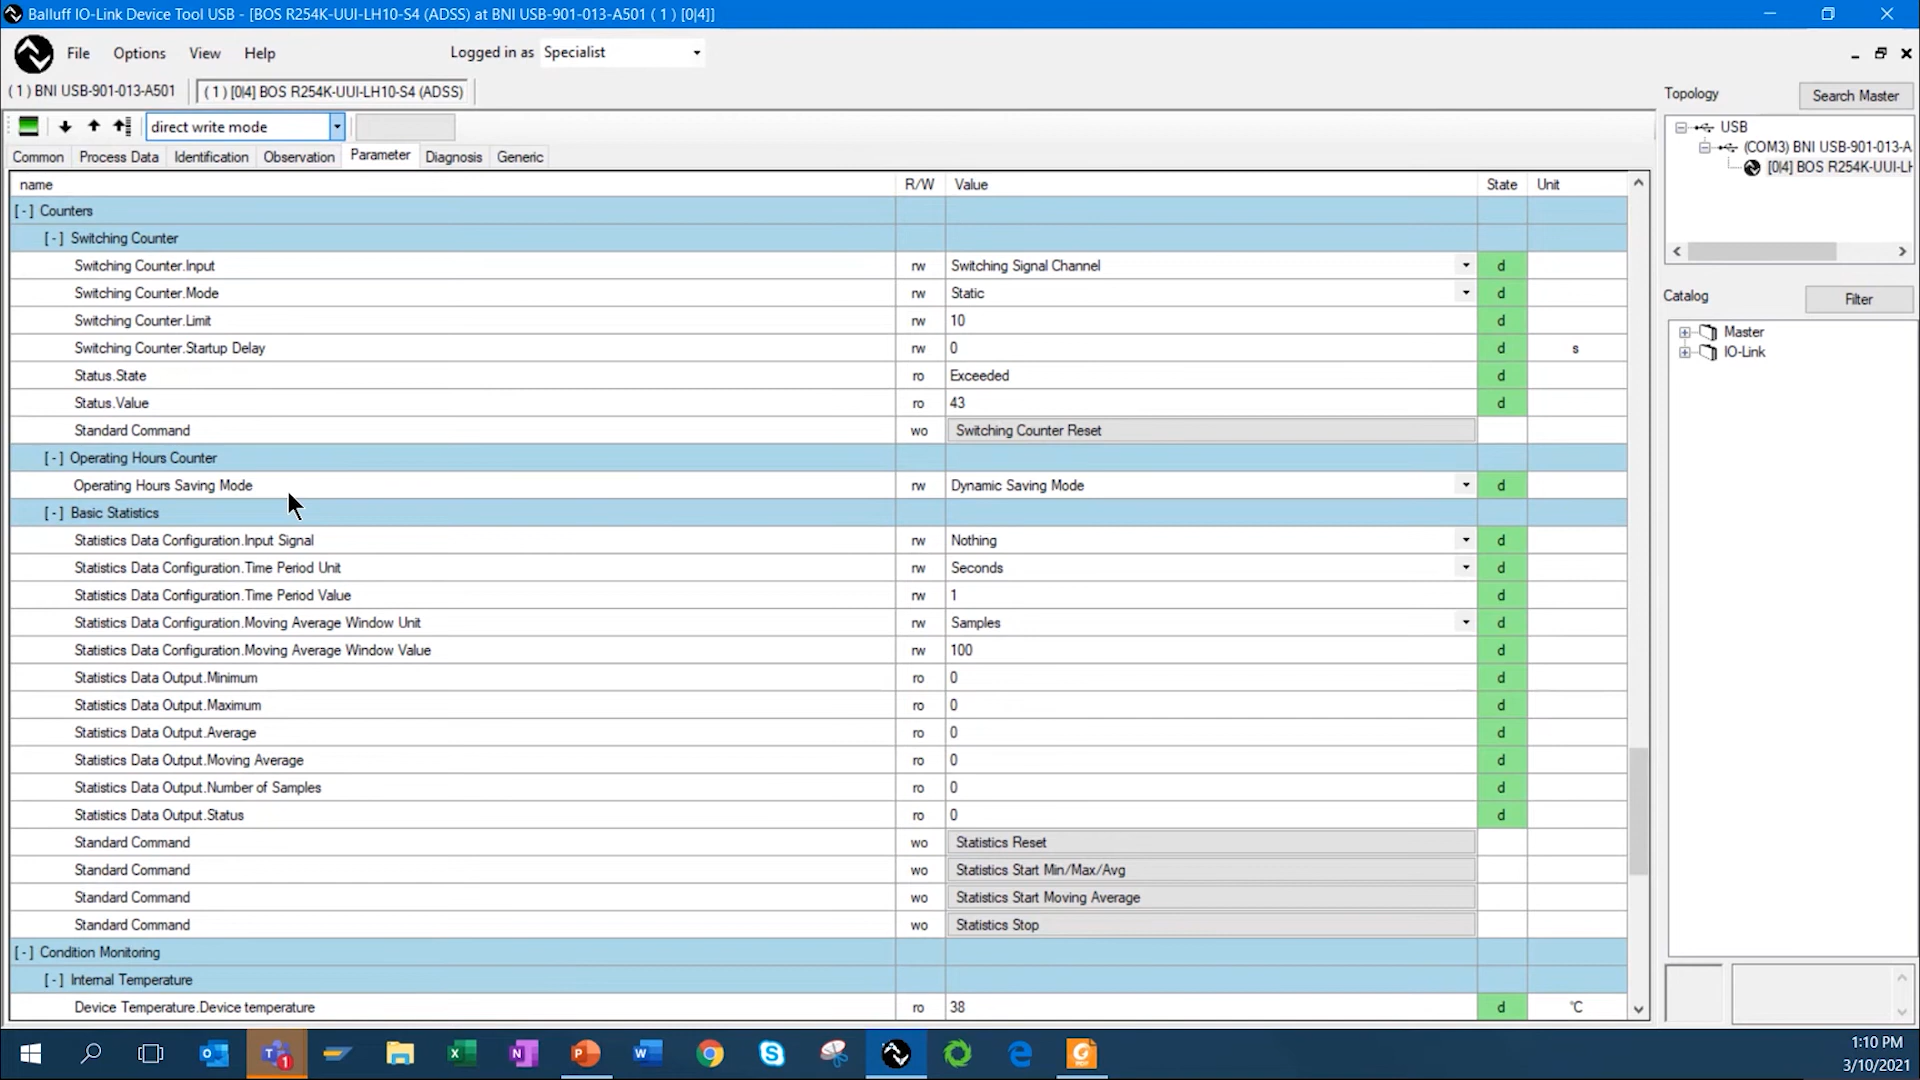 Balluff IO-Link Device Tool USB - [BOS R254K-UUI-LH10-S4 (ADSS) at BNI USB-901-013-A501 ( 1 ) [0|4]]
File Options View Help Logged in as Specialist
( 1 ) BNI USB-901-013-A501 ( 1 ) [0|4] BOS R254K-UUI-LH10-S4 (ADSS)
Topology Search Master
direct write mode
Common Process Data Identification Observation Parameter Diagnosis Generic
USB
(COM3) BNI USB-901-013-A
[0|4] BOS R254K-UUI-LH
Catalog Filter
Master
IO-Link
name R/W Value State Unit
[-] Counters
[-] Switching Counter
Switching Counter.Input rw Switching Signal Channel d
Switching Counter.Mode rw Static d
Switching Counter.Limit rw 10 d
Switching Counter.Startup Delay rw 0 d s
Status.State ro Exceeded d
Status.Value ro 43 d
Standard Command wo Switching Counter Reset
[-] Operating Hours Counter
Operating Hours Saving Mode rw Dynamic Saving Mode d
[-] Basic Statistics
Statistics Data Configuration.Input Signal rw Nothing d
Statistics Data Configuration.Time Period Unit rw Seconds d
Statistics Data Configuration.Time Period Value rw 1 d
Statistics Data Configuration.Moving Average Window Unit rw Samples d
Statistics Data Configuration.Moving Average Window Value rw 100 d
Statistics Data Output.Minimum ro 0 d
Statistics Data Output.Maximum ro 0 d
Statistics Data Output.Average ro 0 d
Statistics Data Output.Moving Average ro 0 d
Statistics Data Output.Number of Samples ro 0 d
Statistics Data Output.Status ro 0 d
Standard Command wo Statistics Reset
Standard Command wo Statistics Start Min/Max/Avg
Standard Command wo Statistics Start Moving Average
Standard Command wo Statistics Stop
[-] Condition Monitoring
[-] Internal Temperature
Device Temperature.Device temperature ro 38 d °C
1:10 PM
3/10/2021